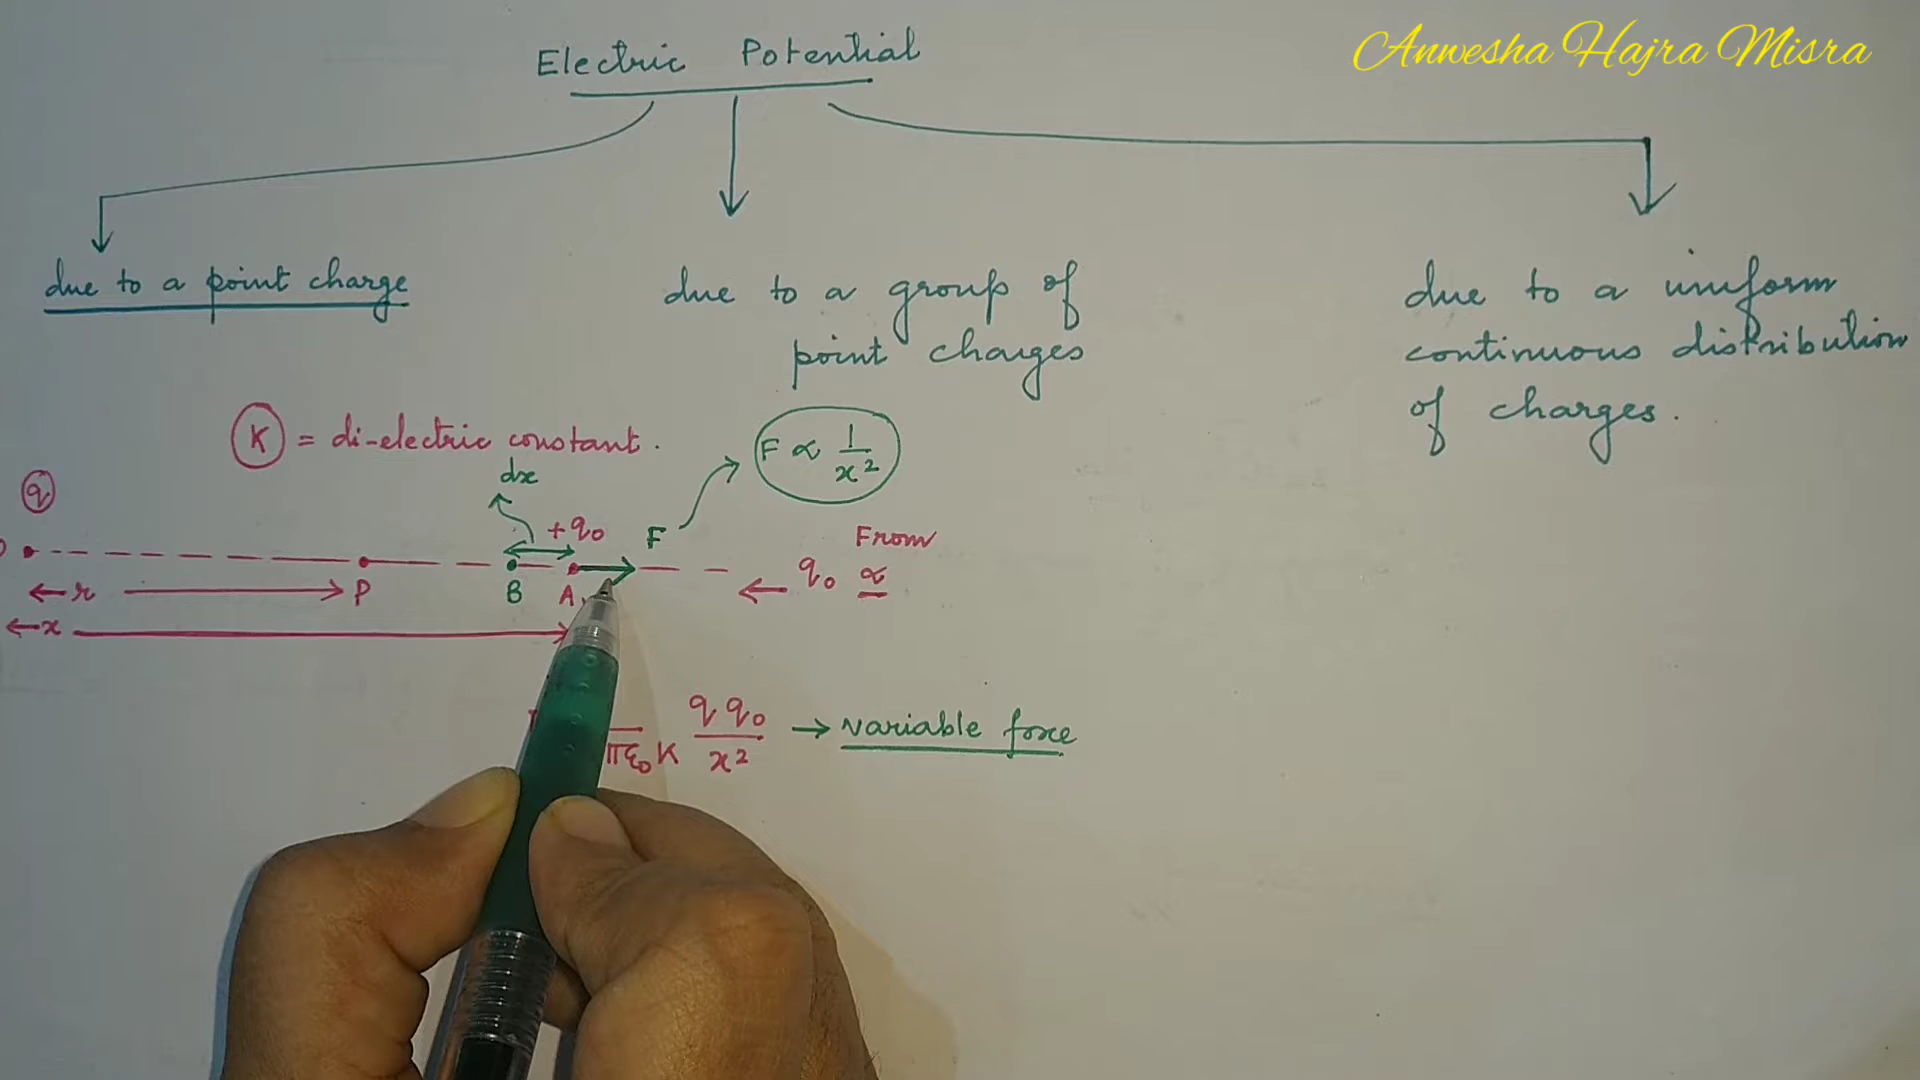 Anwesha Hajra Misra
Electric Potential
due to a point charge
due to a group of
point charges
due to a uniform
continuous distribution
of charges.
K = di-electric constant.
dx
F ∝ 1/x²
q
+q₀
F
From
q₀ ∝
r
P
B
A
x
πε₀K q q₀/x² → variable force